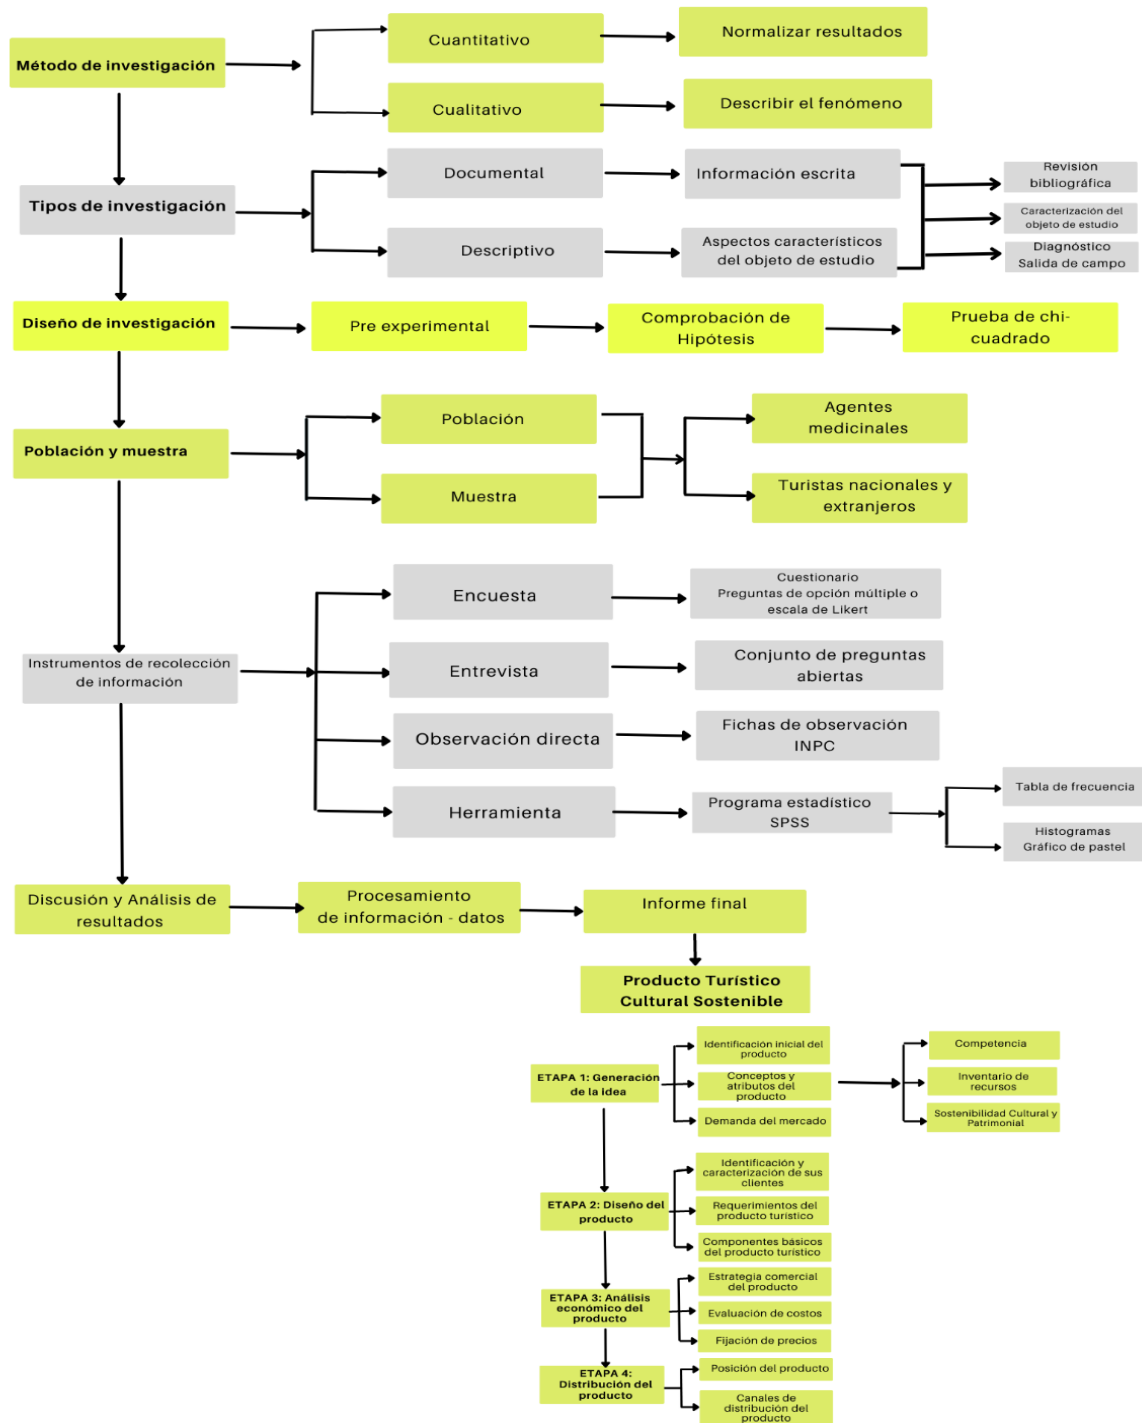 Método de investigación
Cuantitativo
Normalizar resultados
Cualitativo
Describir el fenómeno
Tipos de investigación
Documental
Información escrita
Descriptivo
Aspectos característicos
del objeto de estudio
Revisión
bibliográfica
Caracterización del
objeto de estudio
Diagnóstico
Salida de campo
Diseño de investigación
Pre experimental
Comprobación de
Hipótesis
Prueba de chi-
cuadrado
Población y muestra
Población
Muestra
Agentes
medicinales
Turistas nacionales y
extranjeros
Instrumentos de recolección
de información
Encuesta
Cuestionario
Preguntas de opción múltiple o
escala de Likert
Entrevista
Conjunto de preguntas
abiertas
Observación directa
Fichas de observación
INPC
Herramienta
Programa estadístico
SPSS
Tabla de frecuencia
Histogramas
Gráfico de pastel
Discusión y Análisis de
resultados
Procesamiento
de información - datos
Informe final
Producto Turístico
Cultural Sostenible
ETAPA 1: Generación
de la idea
Identificación inicial del
producto
Conceptos y
atributos del
producto
Demanda del mercado
Competencia
Inventario de
recursos
Sostenibilidad Cultural y
Patrimonial
ETAPA 2: Diseño del
producto
Identificación y
caracterización de sus
clientes
Requerimientos del
producto turístico
Componentes básicos
del producto turístico
ETAPA 3: Análisis
económico del
producto
Estrategia comercial
del producto
Evaluación de costos
Fijación de precios
ETAPA 4:
Distribución del
producto
Posición del producto
Canales de
distribución del
producto